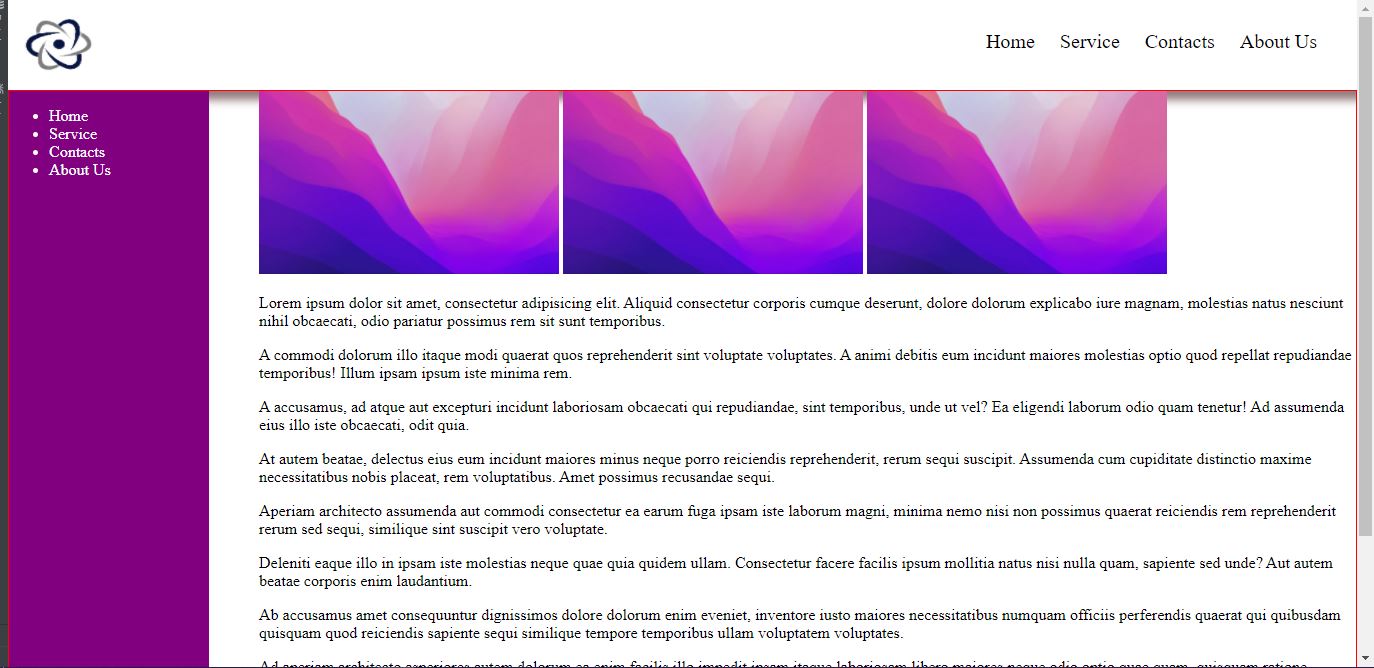 Home Service Contacts About Us
Home
Service
Contacts
About Us
Lorem ipsum dolor sit amet, consectetur adipisicing elit. Aliquid consectetur corporis cumque deserunt, dolore dolorum explicabo iure magnam, molestias natus nesciunt
nihil obcaecati, odio pariatur possimus rem sit sunt temporibus.
A commodi dolorum illo itaque modi quaerat quos reprehenderit sint voluptate voluptates. A animi debitis eum incidunt maiores molestias optio quod repellat repudiandae
temporibus! Illum ipsam ipsum iste minima rem.
A accusamus, ad atque aut excepturi incidunt laboriosam obcaecati qui repudiandae, sint temporibus, unde ut vel? Ea eligendi laborum odio quam tenetur! Ad assumenda
eius illo iste obcaecati, odit quia.
At autem beatae, delectus eius eum incidunt maiores minus neque porro reiciendis reprehenderit, rerum sequi suscipit. Assumenda cum cupiditate distinctio maxime
necessitatibus nobis placeat, rem voluptatibus. Amet possimus recusandae sequi.
Aperiam architecto assumenda aut commodi consectetur ea earum fuga ipsam iste laborum magni, minima nemo nisi non possimus quaerat reiciendis rem reprehenderit
rerum sed sequi, similique sint suscipit vero voluptate.
Deleniti eaque illo in ipsam iste molestias neque quae quia quidem ullam. Consectetur facere facilis ipsum mollitia natus nisi nulla quam, sapiente sed unde? Aut autem
beatae corporis enim laudantium.
Ab accusamus amet consequuntur dignissimos dolore dolorum enim eveniet, inventore iusto maiores necessitatibus numquam officiis perferendis quaerat qui quibusdam
quisquam quod reiciendis sapiente sequi similique tempore temporibus ullam voluptatem voluptates.